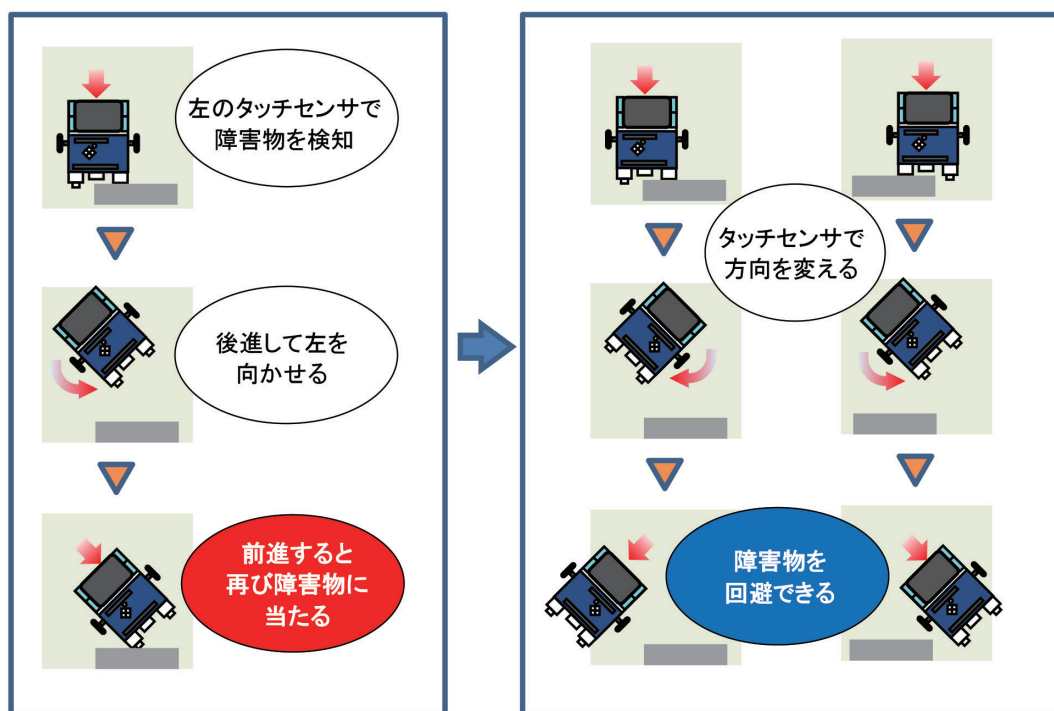 左のタッチセンサで
障害物を検知
後進して左を
向かせる
前進すると
再び障害物に
当たる
タッチセンサで
方向を変える
障害物を
回避できる